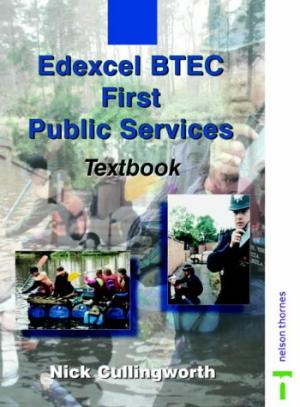 Edexcel BTEC
First
Public Services
Textbook
Nick Cullingworth
nelson thornes